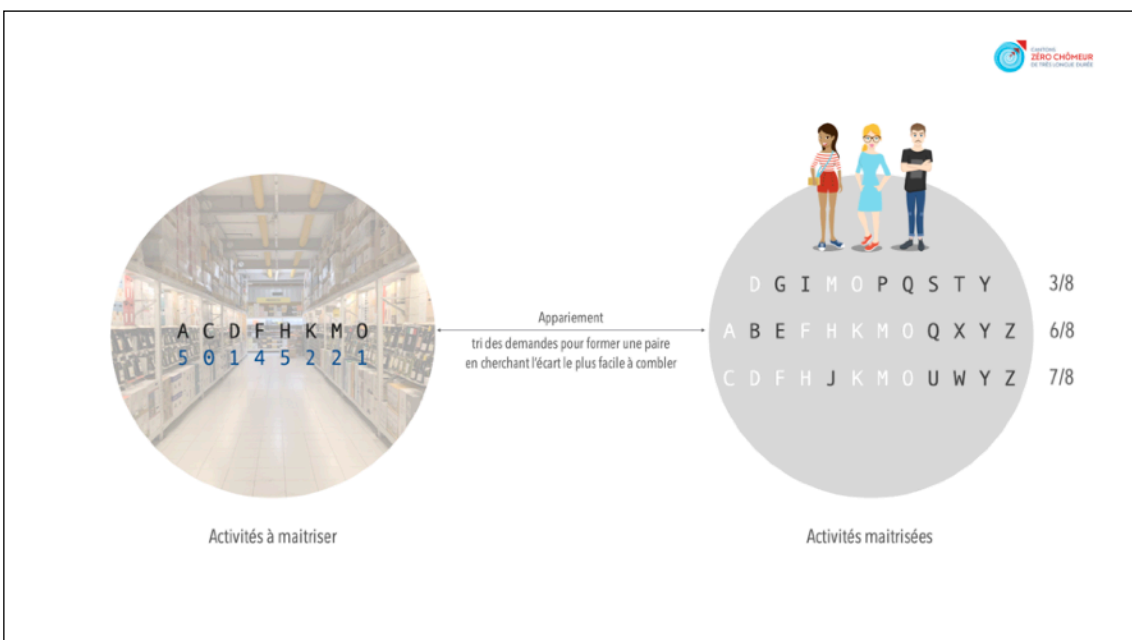 CANTONS
ZÉRO CHÔMEUR
DE TRÈS LONGUE DURÉE
D G I M O P Q S T Y 3/8
A C D F H K M O
5 0 1 4 5 2 2 1
Appariement
tri des demandes pour former une paire
en cherchant l'écart le plus facile à combler
A B E F H K M O Q X Y Z 6/8
C D F H J K M O U W Y Z 7/8
Activités à maitriser
Activités maitrisées